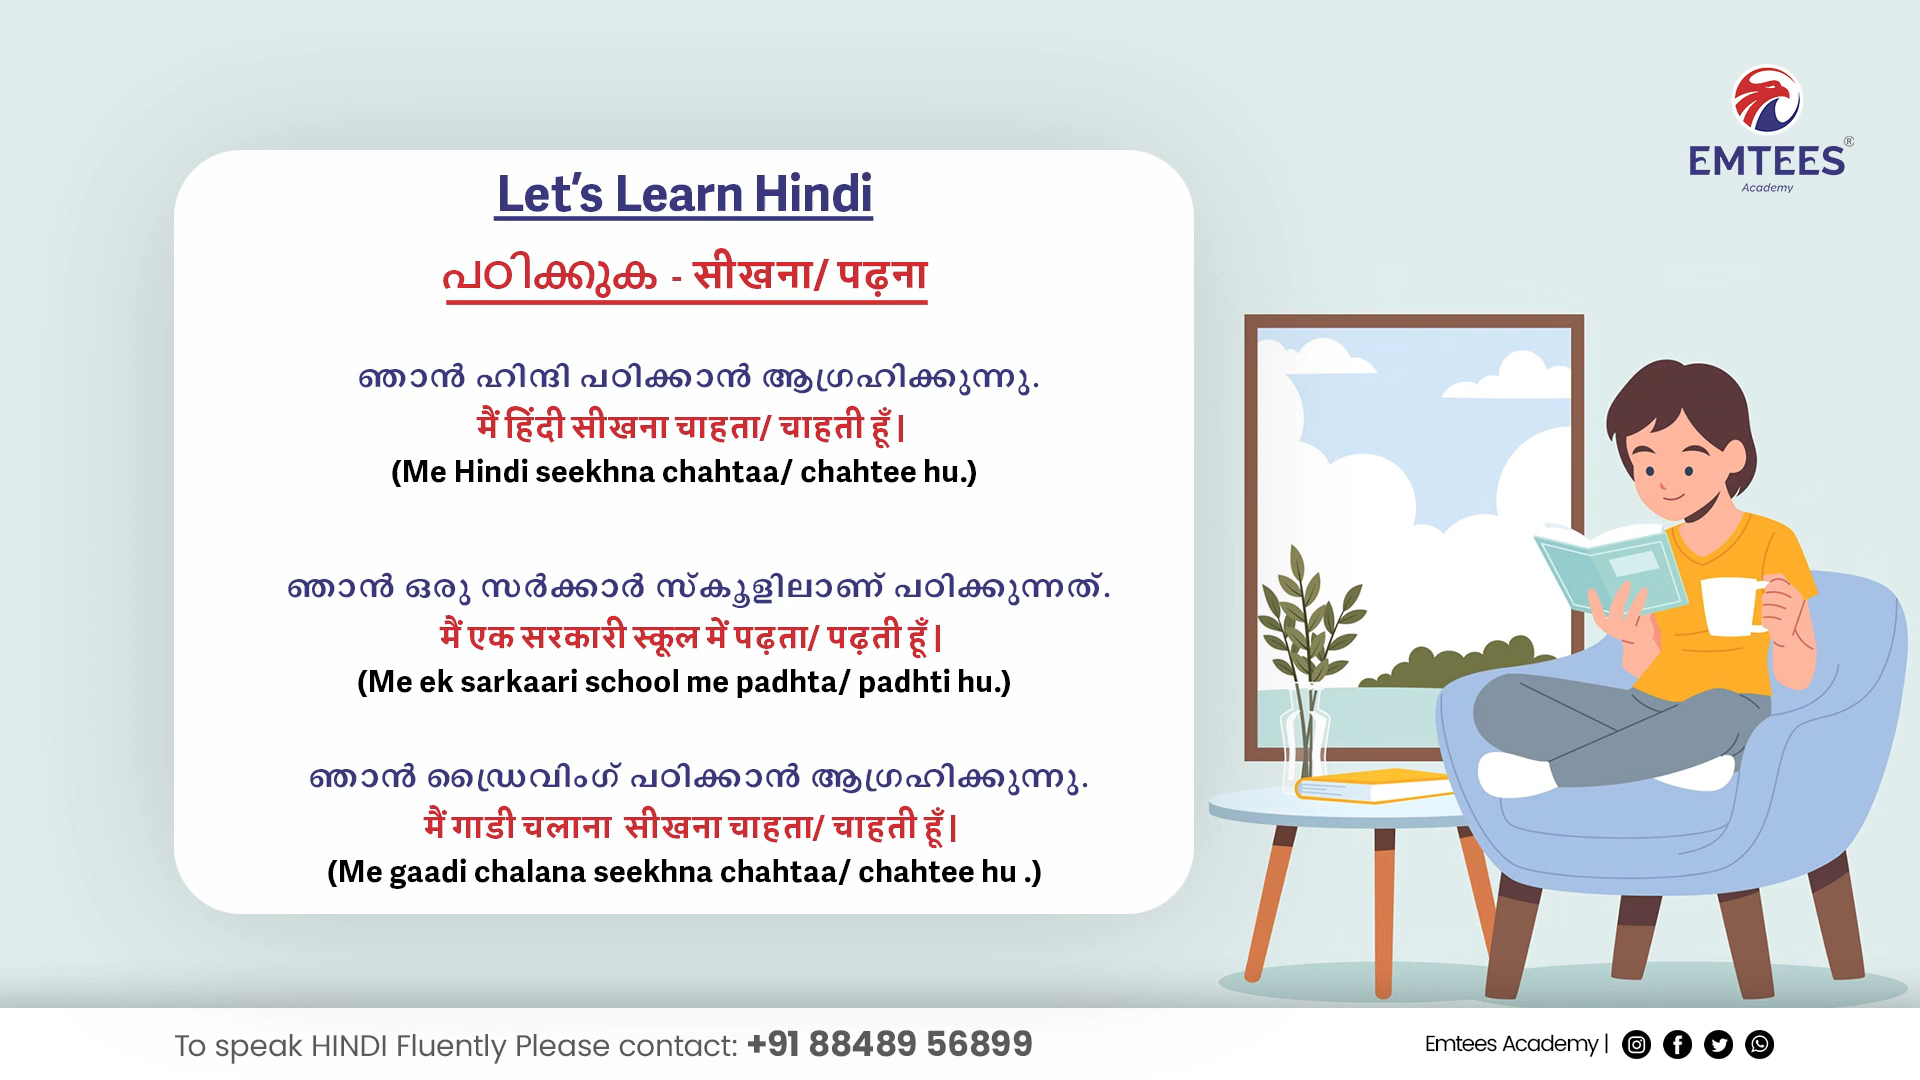 EMTEES®
Academy
Let's Learn Hindi
പഠിക്കുക - सीखना/ पढ़ना
ഞാൻ ഹിന്ദി പഠിക്കാൻ ആഗ്രഹിക്കുന്നു.
मैं हिंदी सीखना चाहता/ चाहती हूँ|
(Me Hindi seekhna chahtaa/ chahtee hu.)
ഞാൻ ഒരു സർക്കാർ സ്കൂളിലാണ് പഠിക്കുന്നത്.
मैं एक सरकारी स्कूल में पढ़ता/ पढ़ती हूँ|
(Me ek sarkaari school me padhta/ padhti hu.)
ഞാൻ ഡ്രൈവിംഗ് പഠിക്കാൻ ആഗ്രഹിക്കുന്നു.
मैं गाडी चलाना सीखना चाहता/ चाहती हूँ|
(Me gaadi chalana seekhna chahtaa/ chahtee hu .)
To speak HINDI Fluently Please contact: +91 88489 56899
Emtees Academy |